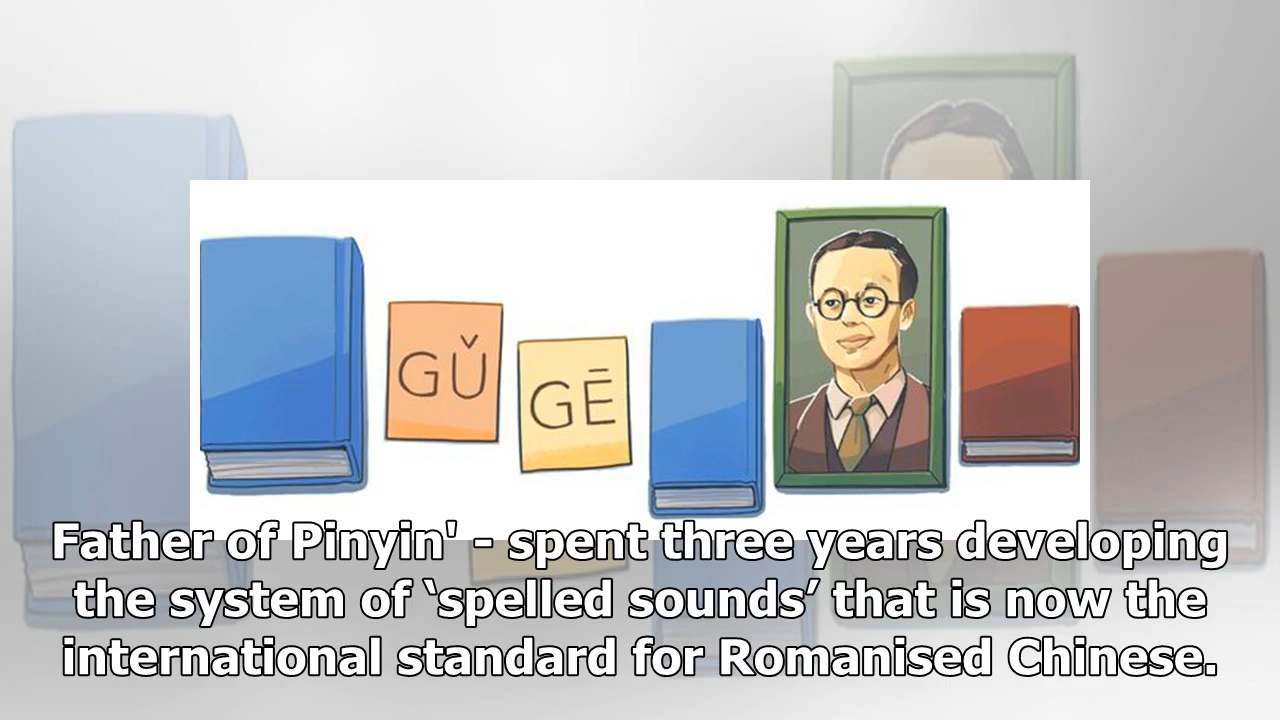 GǓ
GĒ
Father of Pinyin' - spent three years developing
the system of ‘spelled sounds’ that is now the
international standard for Romanised Chinese.